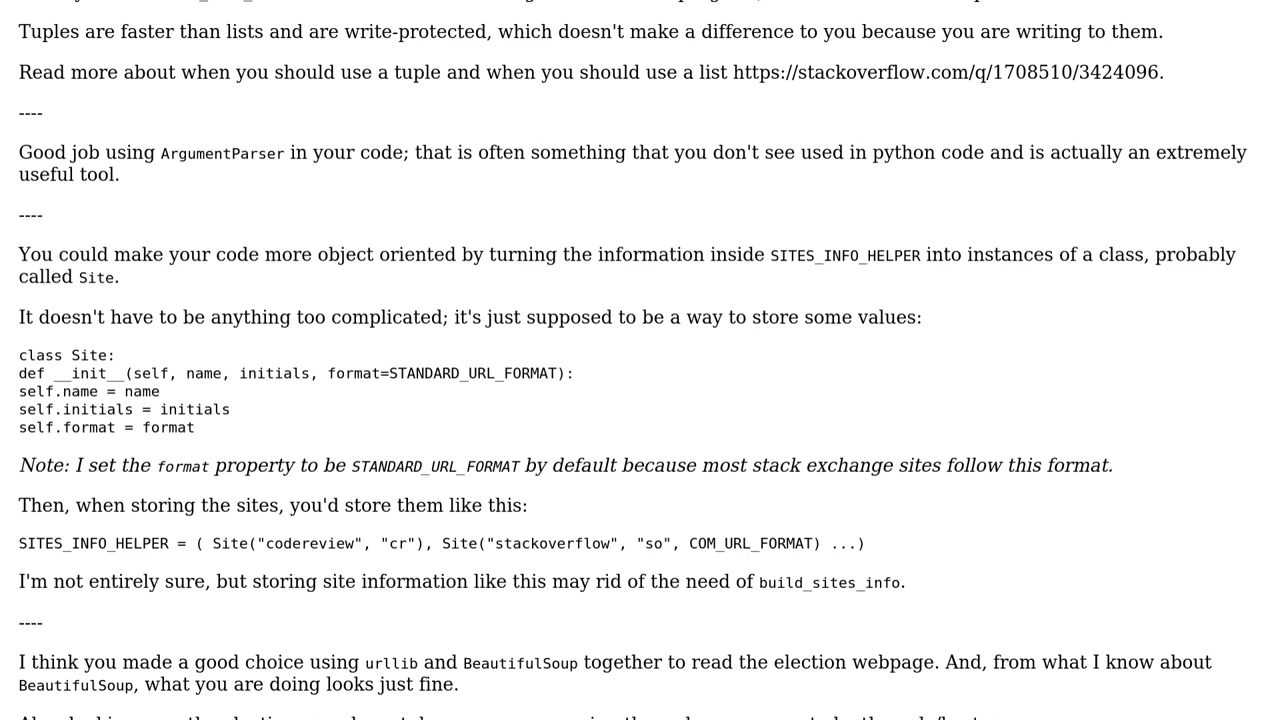 Tuples are faster than lists and are write-protected, which doesn't make a difference to you because you are writing to them.
Read more about when you should use a tuple and when you should use a list https://stackoverflow.com/q/1708510/3424096.
----
Good job using ArgumentParser in your code; that is often something that you don't see used in python code and is actually an extremely
useful tool.
----
You could make your code more object oriented by turning the information inside SITES_INFO_HELPER into instances of a class, probably
called Site.
It doesn't have to be anything too complicated; it's just supposed to be a way to store some values:
class Site:
def __init__(self, name, initials, format=STANDARD_URL_FORMAT):
self.name = name
self.initials = initials
self.format = format
Note: I set the format property to be STANDARD_URL_FORMAT by default because most stack exchange sites follow this format.
Then, when storing the sites, you'd store them like this:
SITES_INFO_HELPER = ( Site("codereview", "cr"), Site("stackoverflow", "so", COM_URL_FORMAT) ...)
I'm not entirely sure, but storing site information like this may rid of the need of build_sites_info.
----
I think you made a good choice using urllib and BeautifulSoup together to read the election webpage. And, from what I know about
BeautifulSoup, what you are doing looks just fine.